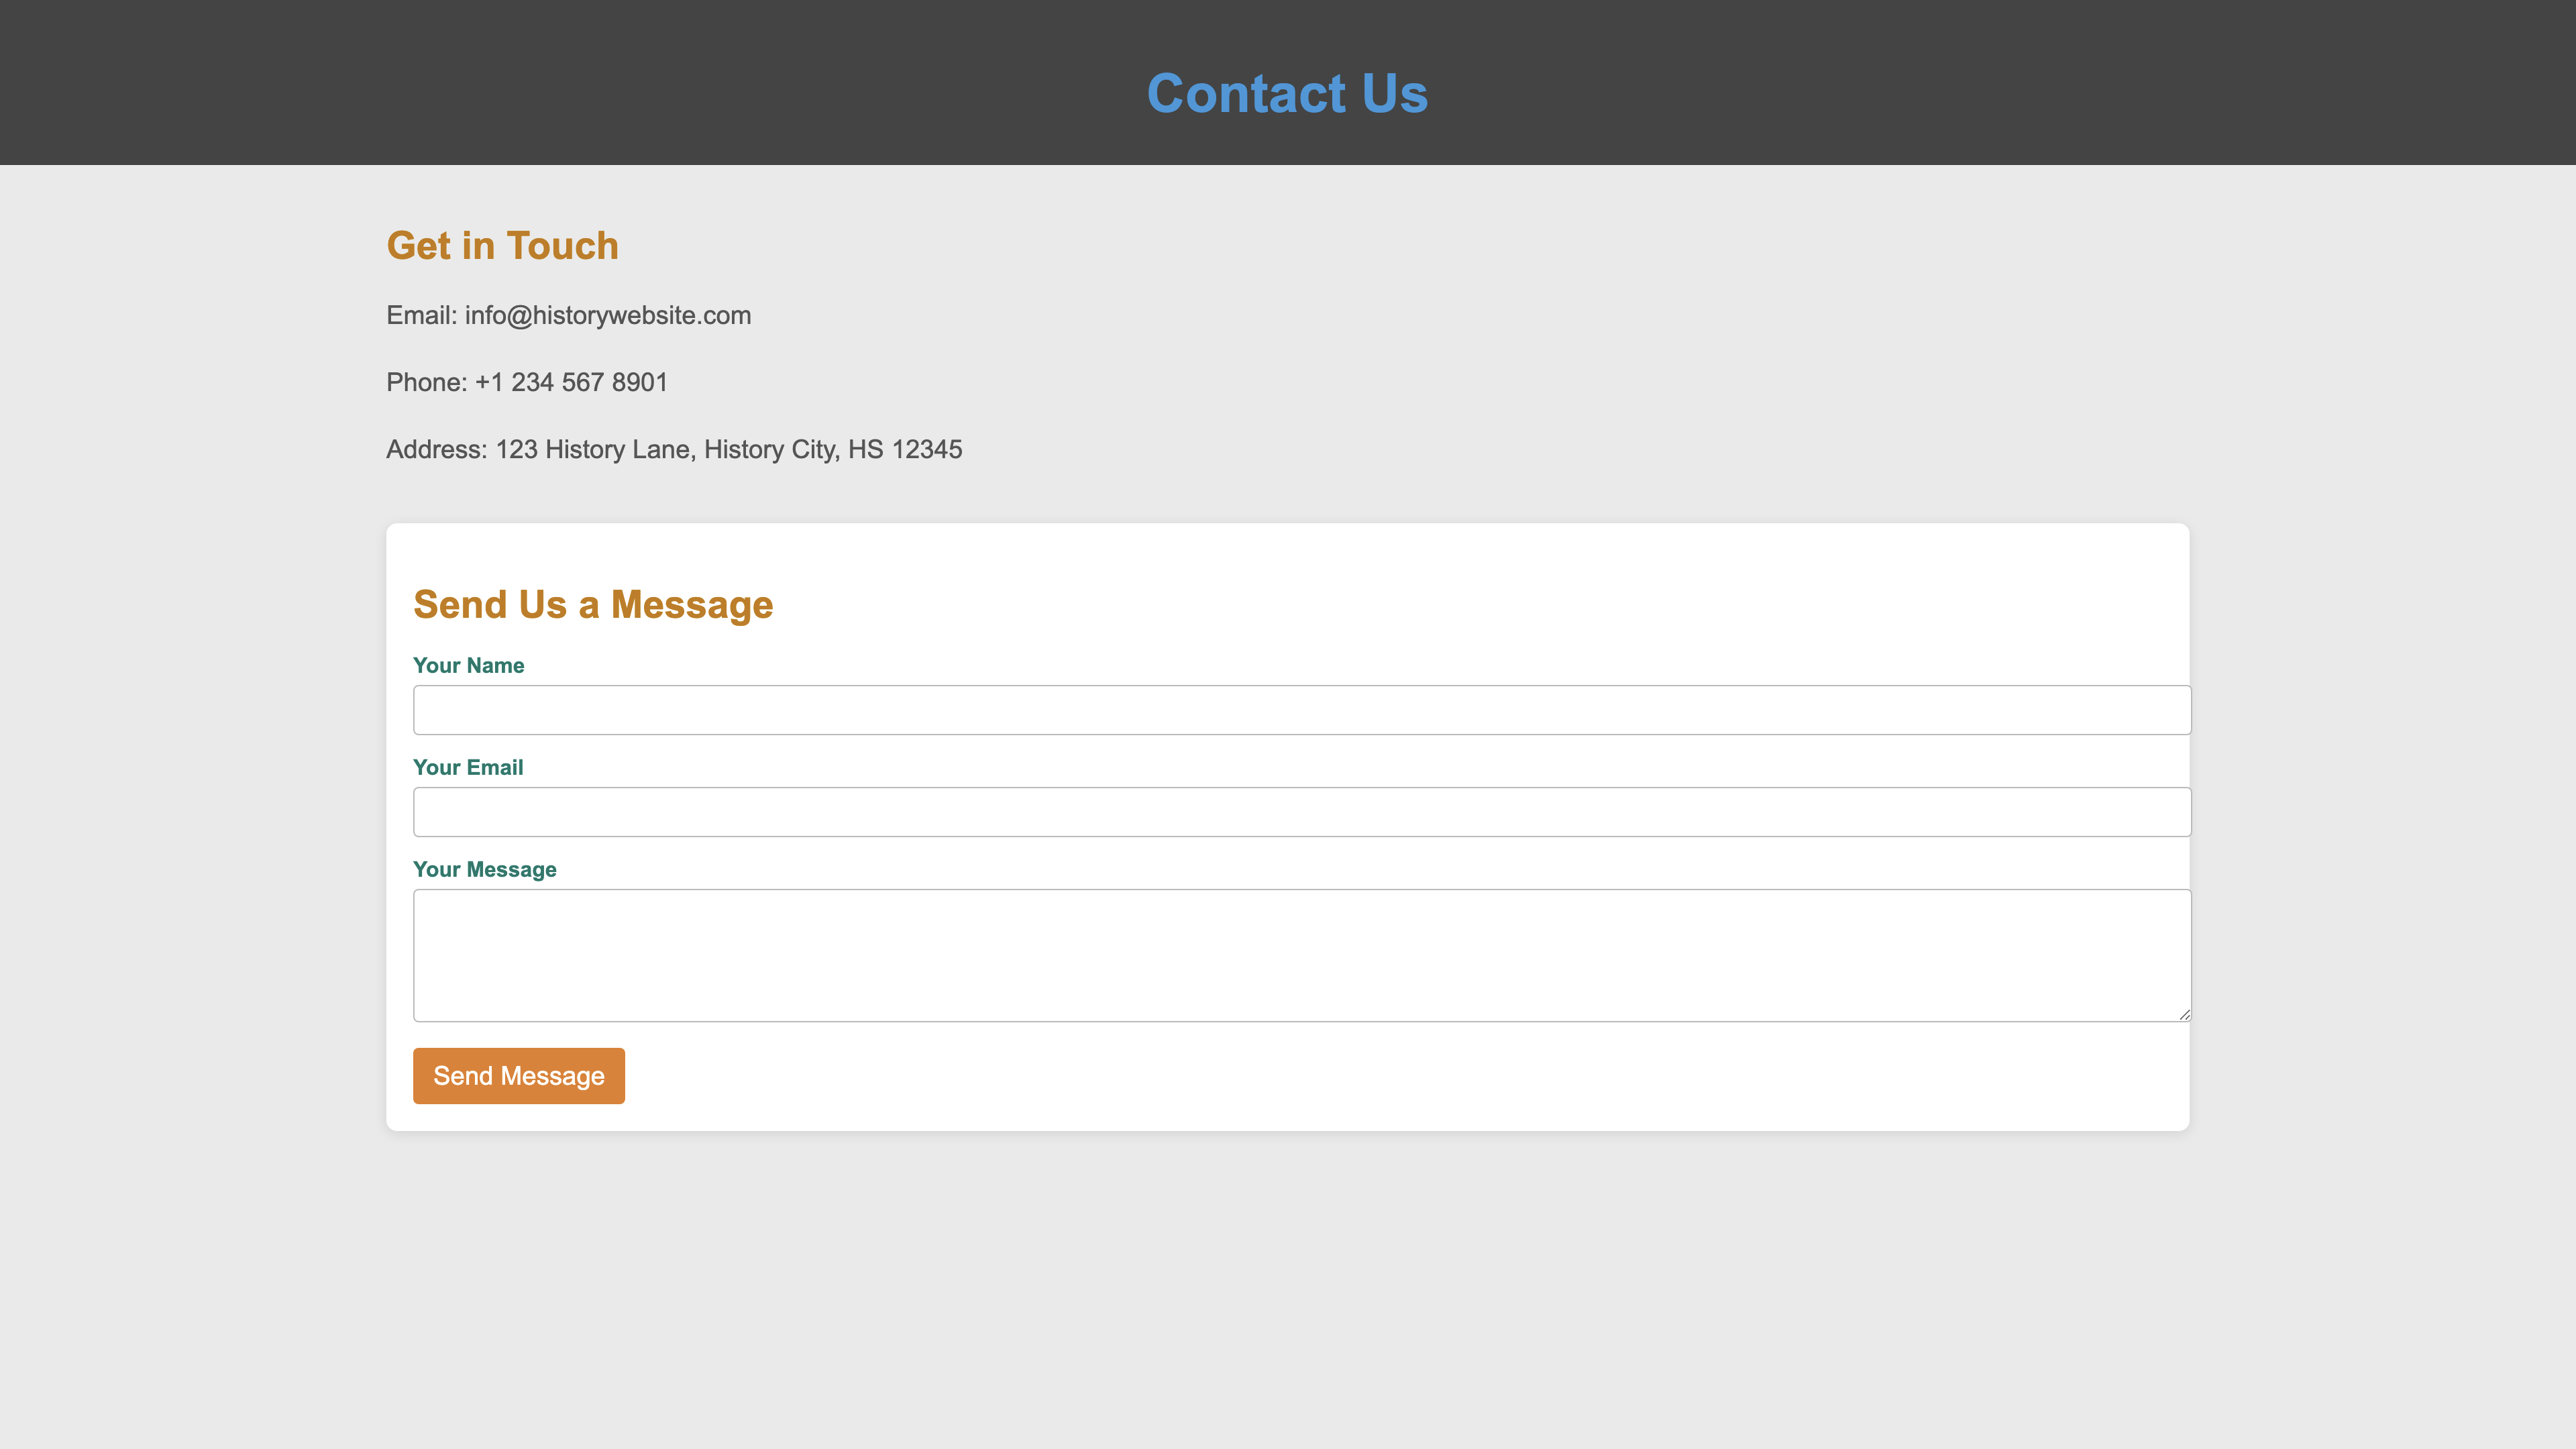 Contact Us
Get in Touch
Email: info@historywebsite.com
Phone: +1 234 567 8901
Address: 123 History Lane, History City, HS 12345
Send Us a Message
Your Name
Your Email
Your Message
Send Message